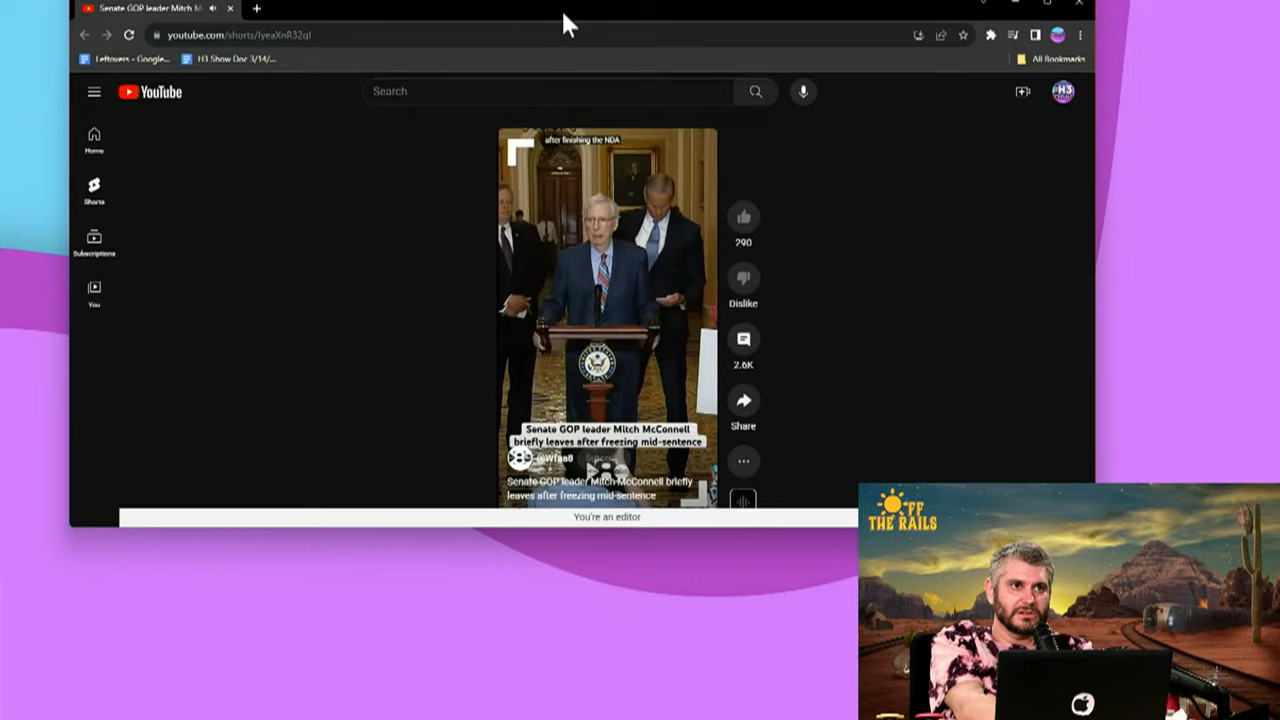 Senate GOP leader Mitch M
youtube.com/shorts/IyeaXnR32qI
Leftovers - Google...
H3 Show Doc 3/14/...
All Bookmarks
YouTube
Search
H3
Home
Shorts
Subscriptions
You
after finishing the NDA
290
Dislike
2.6K
Share
Senate GOP leader Mitch McConnell
briefly leaves after freezing mid-sentence
@Wfaa8
Senate GOP leader Mitch McConnell briefly
leaves after freezing mid-sentence
You're an editor
OFF
THE RAILS